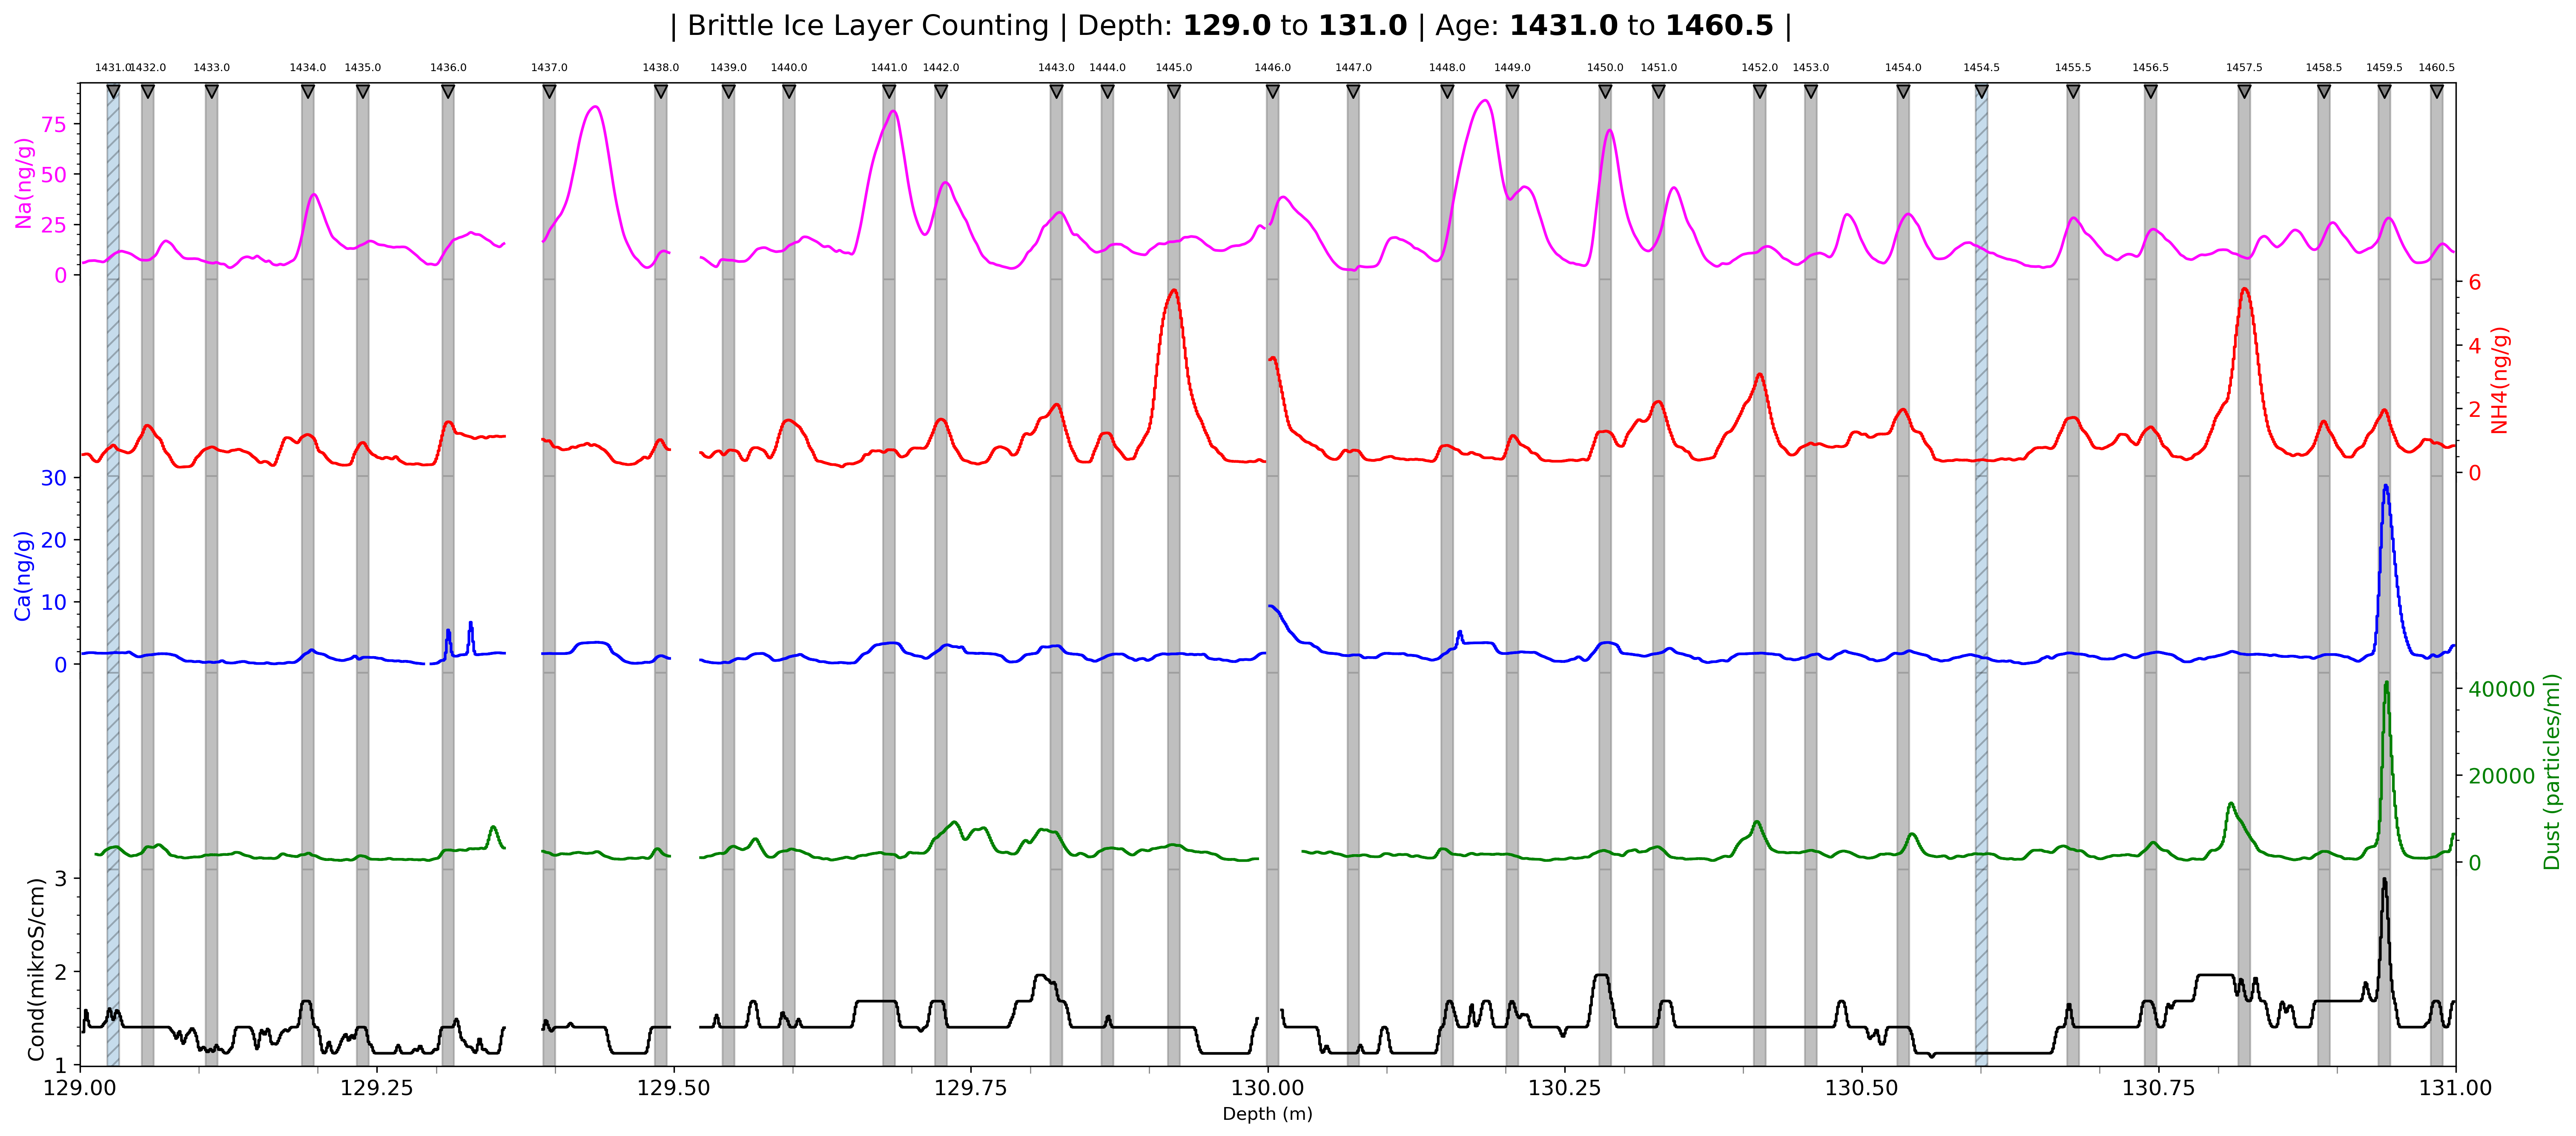 | Brittle Ice Layer Counting | Depth: 129.0 to 131.0 | Age: 1431.0 to 1460.5 |
1431.0 1432.0 1433.0 1434.0 1435.0 1436.0 1437.0 1438.0 1439.0 1440.0 1441.0 1442.0 1443.0 1444.0 1445.0 1446.0 1447.0 1448.0 1449.0 1450.0 1451.0 1452.0 1453.0 1454.0 1454.5 1455.5 1456.5 1457.5 1458.5 1459.5 1460.5
Na(ng/g)
75
50
25
0
NH4(ng/g)
6
4
2
0
Ca(ng/g)
30
20
10
0
Dust (particles/ml)
40000
20000
0
Cond(mikroS/cm)
3
2
1
129.00 129.25 129.50 129.75 130.00 130.25 130.50 130.75 131.00
Depth (m)